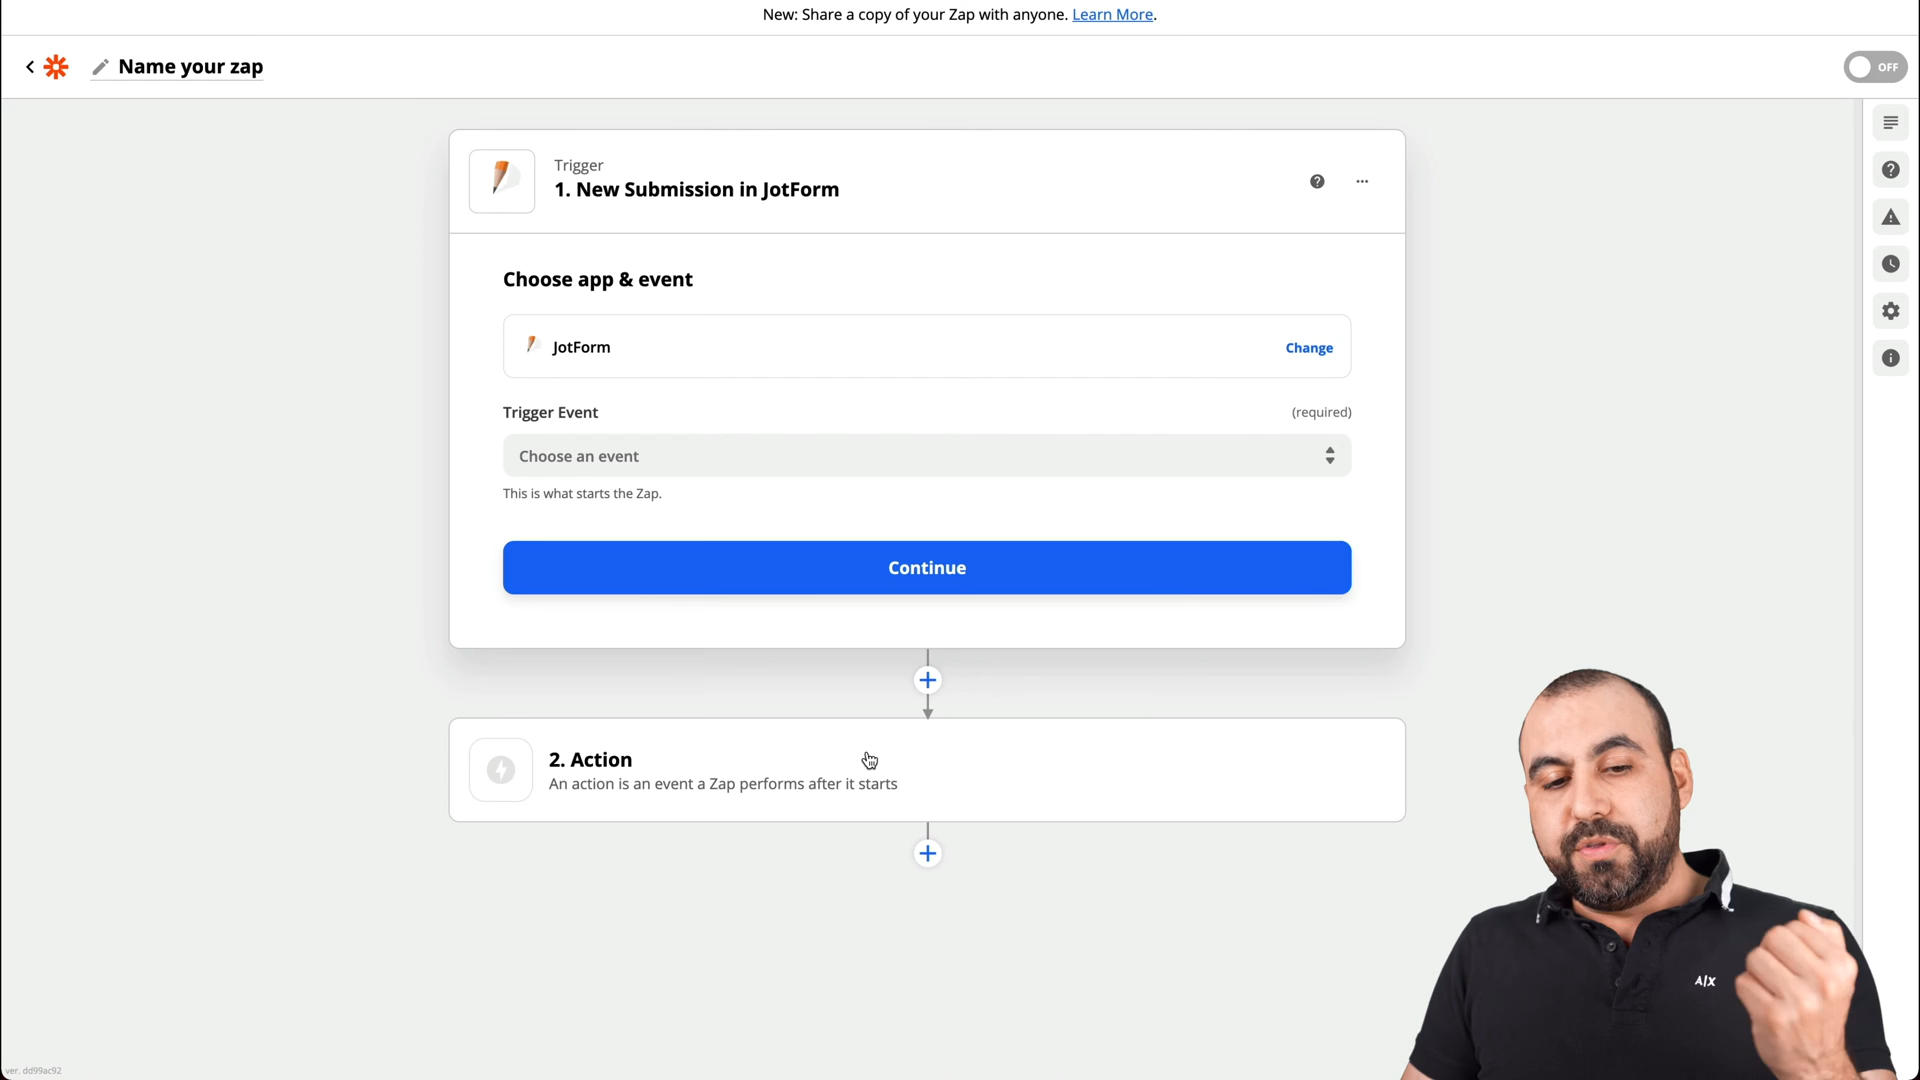 New: Share a copy of your Zap with anyone. Learn More.
Name your zap
OFF
Trigger
1. New Submission in JotForm
Choose app & event
JotForm
Change
Trigger Event
(required)
Choose an event
This is what starts the Zap.
Continue
2. Action
An action is an event a Zap performs after it starts
A|X
ver. dd99ac92